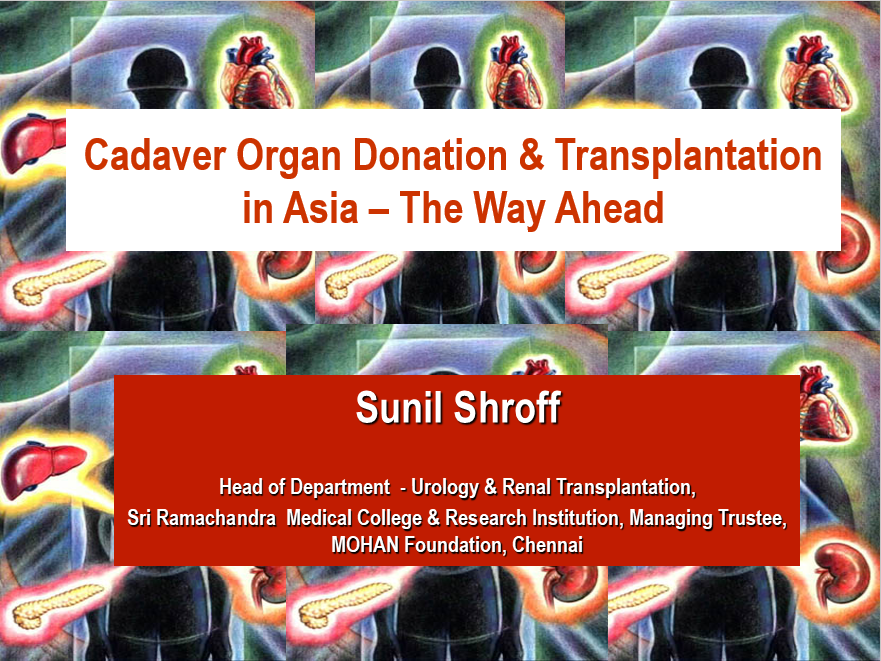 Cadaver Organ Donation & Transplantation
in Asia – The Way Ahead
Sunil Shroff
Head of Department - Urology & Renal Transplantation,
Sri Ramachandra Medical College & Research Institution, Managing Trustee,
MOHAN Foundation, Chennai